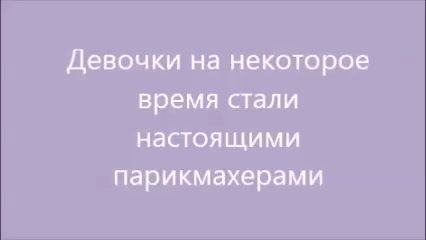 Девочки на некоторое
время стали
настоящими
парикмахерами